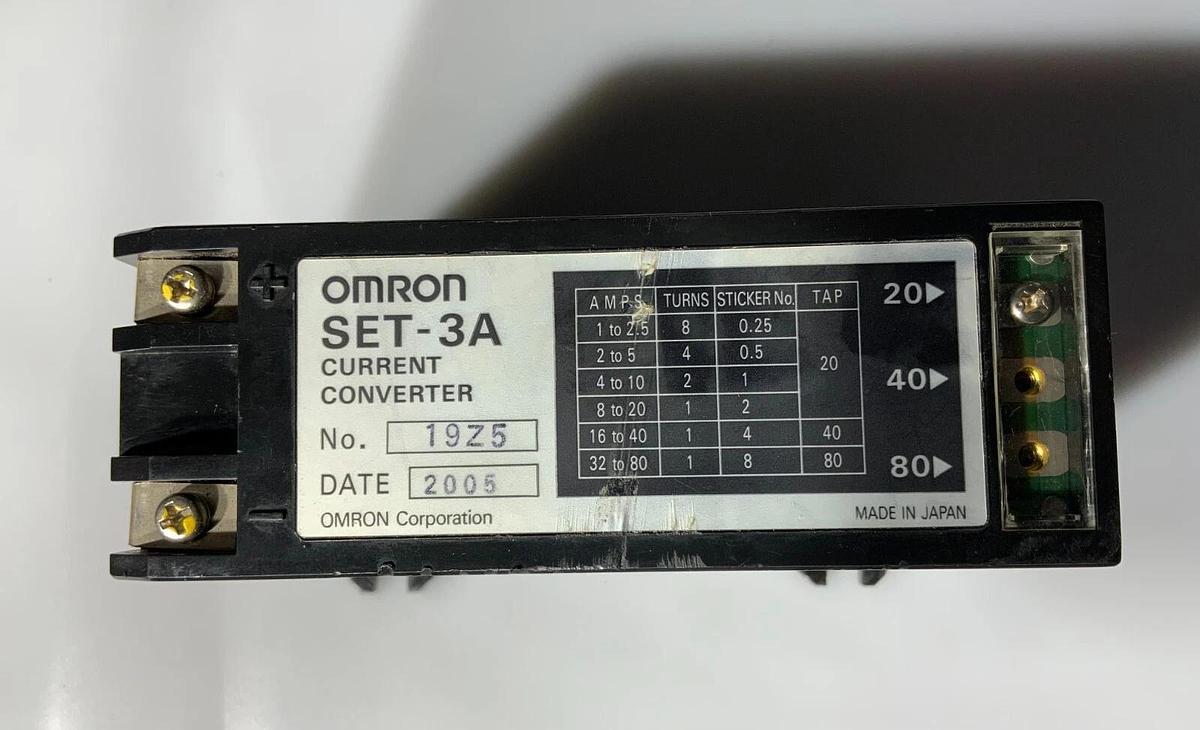 +
OMRON
SET-3A
CURRENT
CONVERTER
No. 19Z5
DATE 2005
OMRON Corporation
−
AMPS TURNS STICKER No. TAP
1 to 2.5 8 0.25
2 to 5 4 0.5
20
4 to 10 2 1
8 to 20 1 2
16 to 40 1 4 40
32 to 80 1 8 80
20▶
40▶
80▶
MADE IN JAPAN